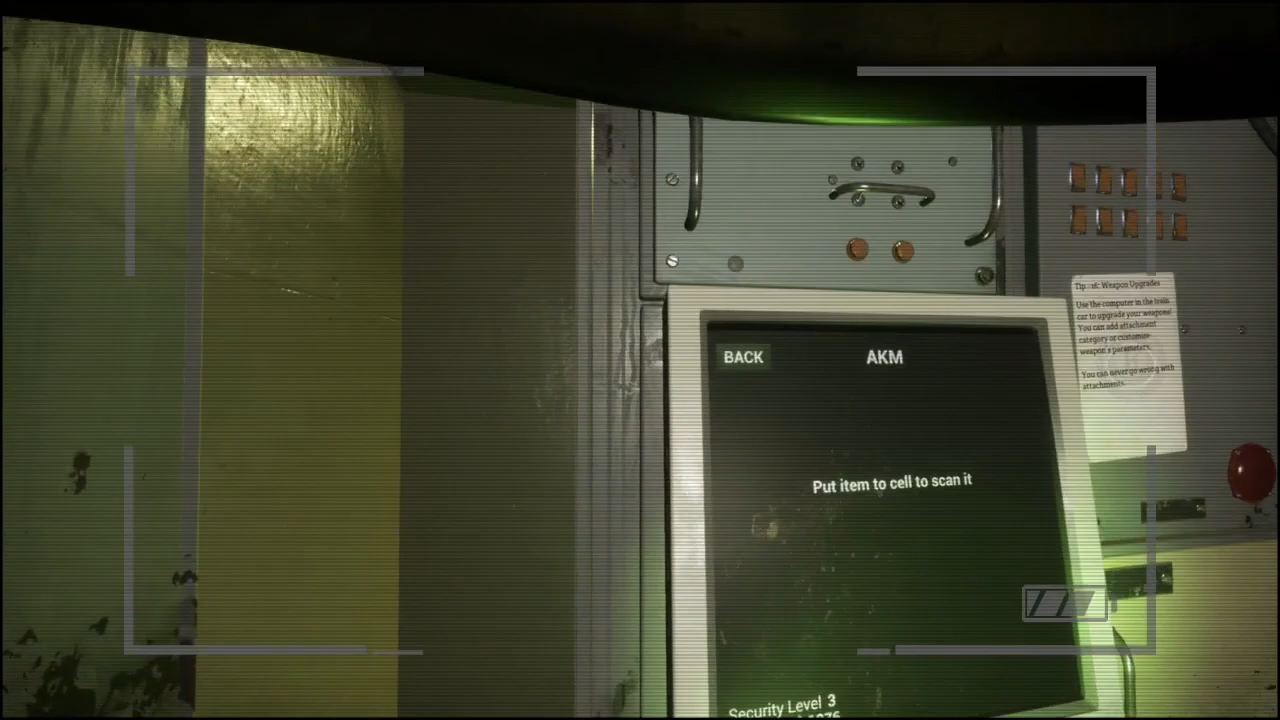 BACK
AKM
Put item to cell to scan it
Security Level 3
Tip : Weapon Upgrades
Use the computer in the train
car to upgrade your weapons!
You can add attachment
category or customize
weapon's parameters.
You can never go wrong with
attachments.